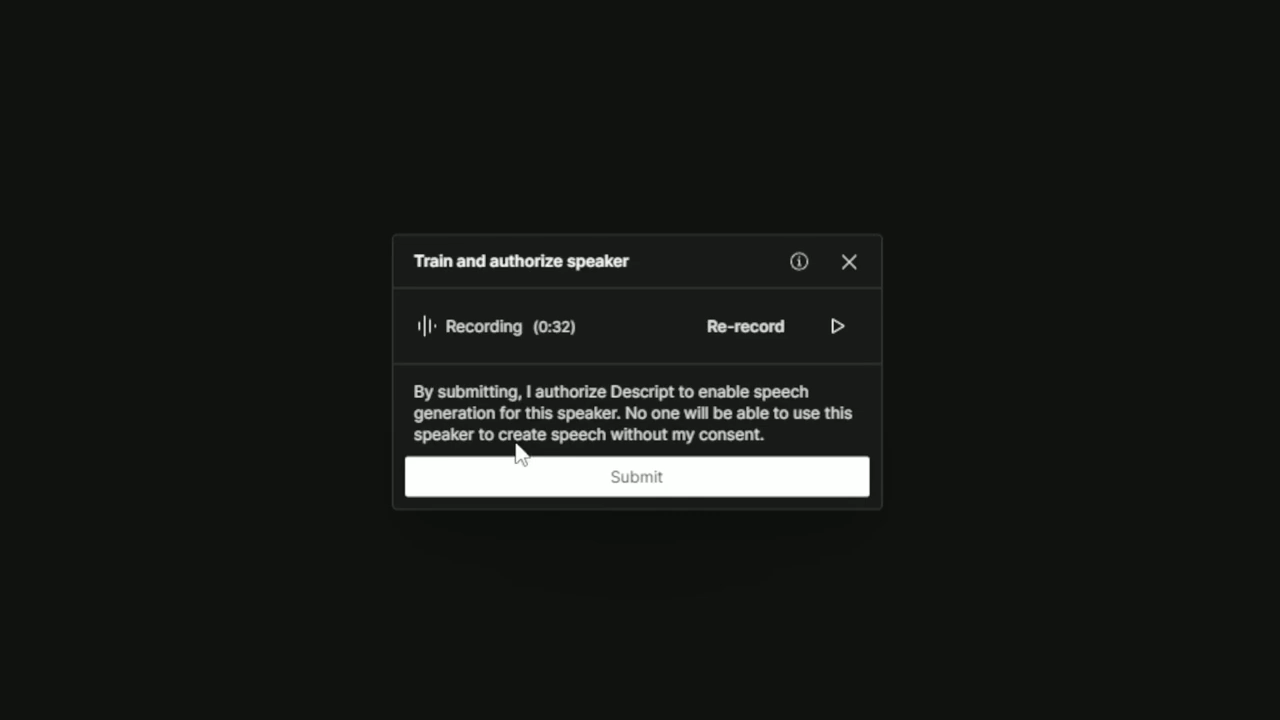 Train and authorize speaker
Recording (0:32) Re-record
By submitting, I authorize Descript to enable speech
generation for this speaker. No one will be able to use this
speaker to create speech without my consent.
Submit